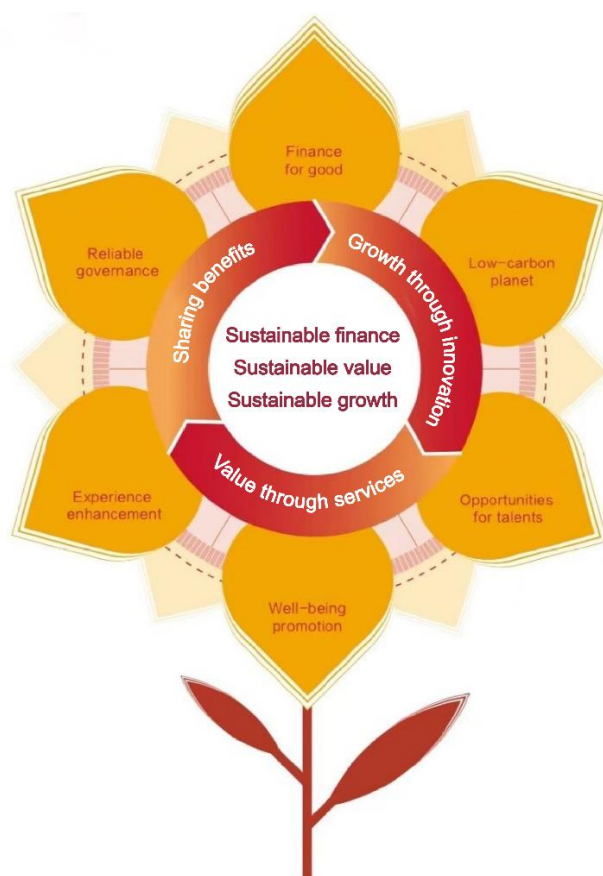 Finance
for good
Reliable
governance
Low-carbon
planet
Sharing benefits
Growth through innovation
Sustainable finance
Sustainable value
Sustainable growth
Value through services
Experience
enhancement
Opportunities
for talents
Well-being
promotion